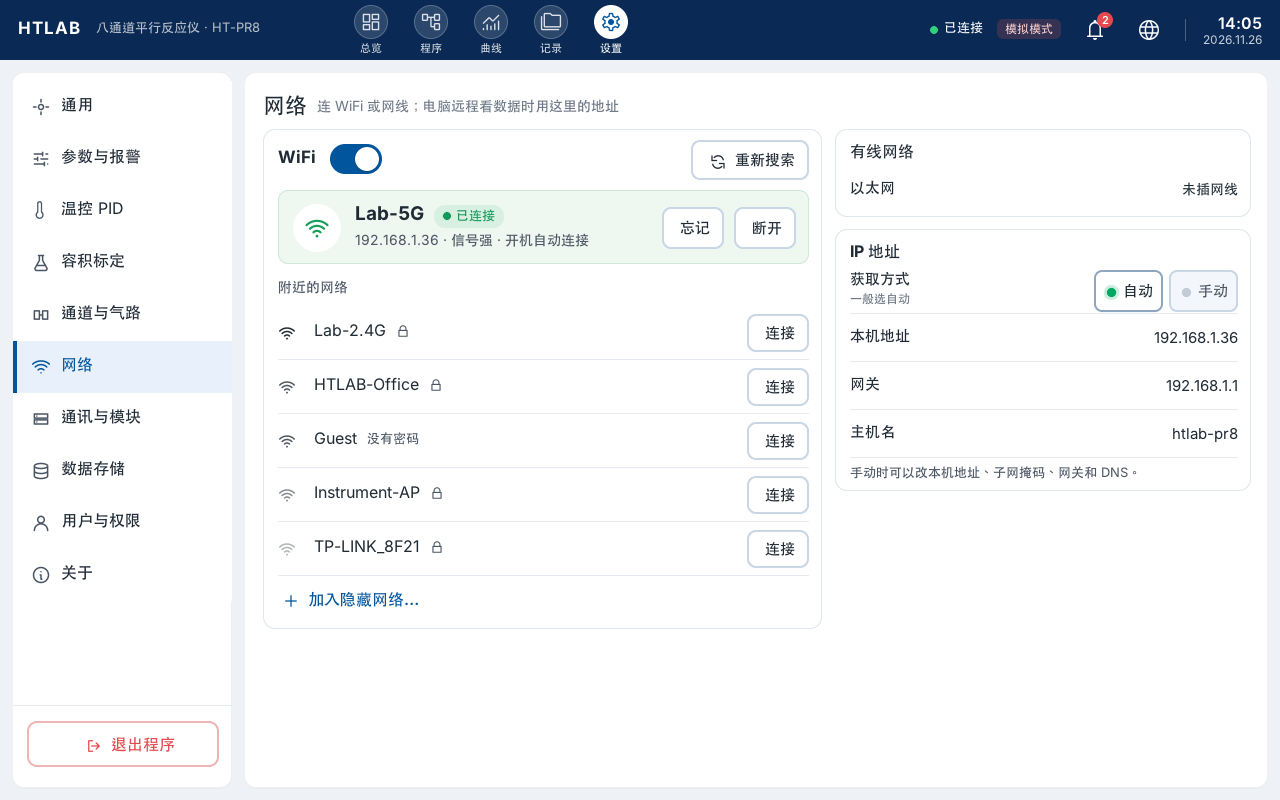 HTLAB 八通道平行反应仪 · HT-PR8
总览 程序 曲线 记录 设置
已连接 模拟模式 2 14:05
2026.11.26
通用
参数与报警
温控 PID
容积标定
通道与气路
网络
通讯与模块
数据存储
用户与权限
关于
退出程序
网络 连 WiFi 或网线；电脑远程看数据时用这里的地址
WiFi 重新搜索
Lab-5G 已连接
192.168.1.36 · 信号强 · 开机自动连接
忘记 断开
附近的网络
Lab-2.4G 连接
HTLAB-Office 连接
Guest 没有密码 连接
Instrument-AP 连接
TP-LINK_8F21 连接
加入隐藏网络...
有线网络
以太网 未插网线
IP 地址
获取方式
一般选自动
自动 手动
本机地址 192.168.1.36
网关 192.168.1.1
主机名 htlab-pr8
手动时可以改本机地址、子网掩码、网关和 DNS。